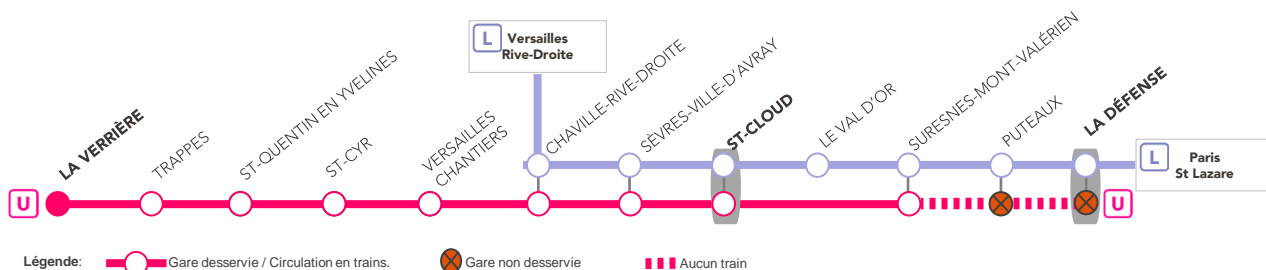 L Versailles
Rive-Droite
LA VERRIÈRE
TRAPPES
ST-QUENTIN EN YVELINES
ST-CYR
VERSAILLES
CHANTIERS
CHAVILLE-RIVE-DROITE
SÈVRES-VILLE-D'AVRAY
ST-CLOUD
LE VAL D'OR
SURESNES-MONT-VALÉRIEN
PUTEAUX
LA DÉFENSE
L Paris
St Lazare
U
U
Légende: Gare desservie / Circulation en trains. Gare non desservie Aucun train